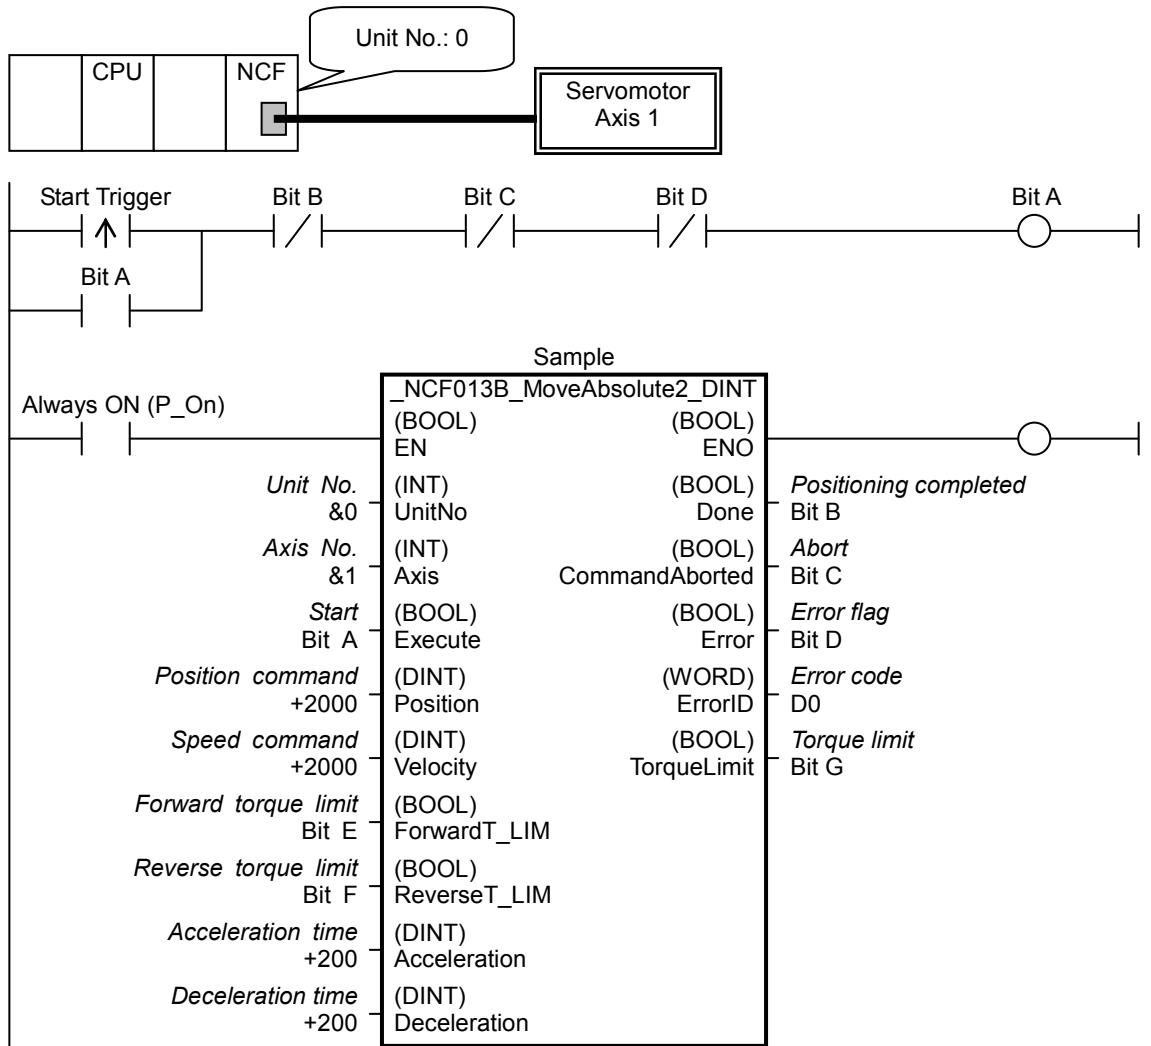 Unit No.: 0
CPU NCF
Servomotor
Axis 1
Start Trigger Bit B Bit C Bit D Bit A
Bit A
Sample
_NCF013B_MoveAbsolute2_DINT
Always ON (P_On)
(BOOL) (BOOL)
EN ENO
Unit No. (INT) (BOOL) Positioning completed
&0 UnitNo Done Bit B
Axis No. (INT) (BOOL) Abort
&1 Axis CommandAborted Bit C
Start (BOOL) (BOOL) Error flag
Bit A Execute Error Bit D
Position command (DINT) (WORD) Error code
+2000 Position ErrorID D0
Speed command (DINT) (BOOL) Torque limit
+2000 Velocity TorqueLimit Bit G
Forward torque limit (BOOL)
Bit E ForwardT_LIM
Reverse torque limit (BOOL)
Bit F ReverseT_LIM
Acceleration time (DINT)
+200 Acceleration
Deceleration time (DINT)
+200 Deceleration